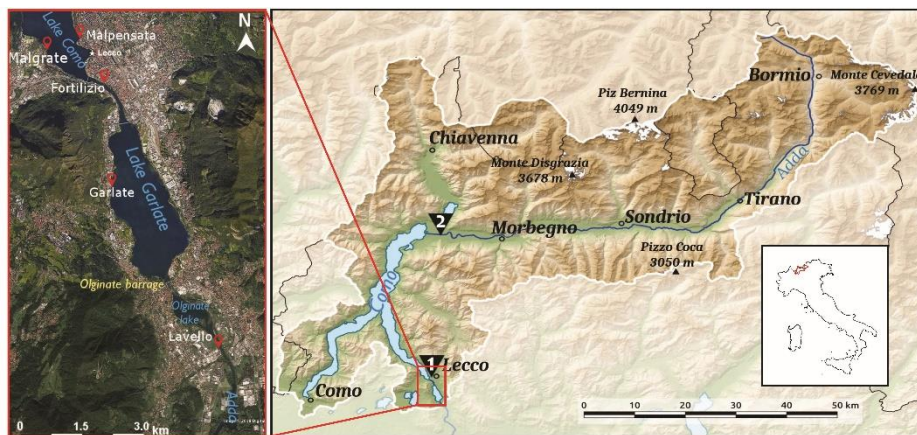 Lake Como
Malpensata
N
Malgrate
Lecco
Fortilizio
Lake Garlate
Garlate
Olginate barrage
Olginate
lake
Lavello
Adda
0.0
1.5
3.0 km
Bormio
Monte Cevedale
3769 m
Piz Bernina
4049 m
Chiavenna
Monte Disgrazia
3678 m
Adda
Tirano
2
Sondrio
Morbegno
Pizzo Coca
3050 m
1
Lecco
Como
0
10
20
30
40
50 km